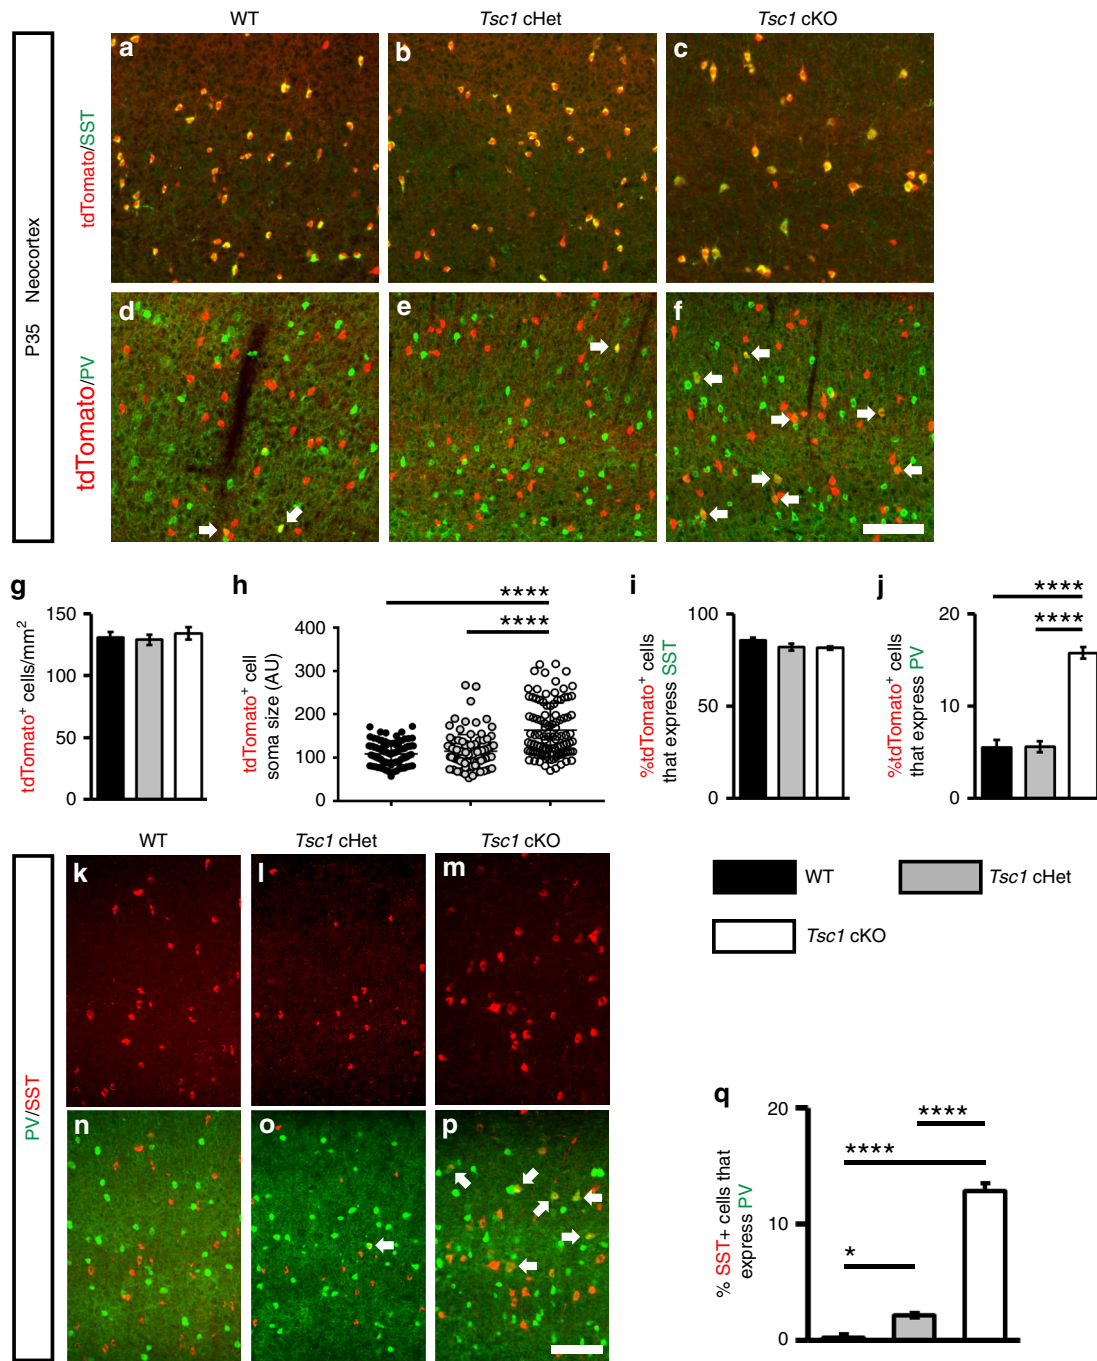 WT Tsc1 cHet Tsc1 cKO
P35 Neocortex
tdTomato/SST
a b c
tdTomato/PV
d e f
g
tdTomato+ cells/mm2
150
100
50
0
h
tdTomato+ cell
soma size (AU)
400
300
200
100
0
****
****
i
%tdTomato+ cells
that express SST
100
50
0
j
%tdTomato+ cells
that express PV
20
10
0
****
****
WT Tsc1 cHet Tsc1 cKO
PV/SST
k l m
n o p
WT
Tsc1 cHet
Tsc1 cKO
q
% SST+ cells that
express PV
20
10
0
****
****
*